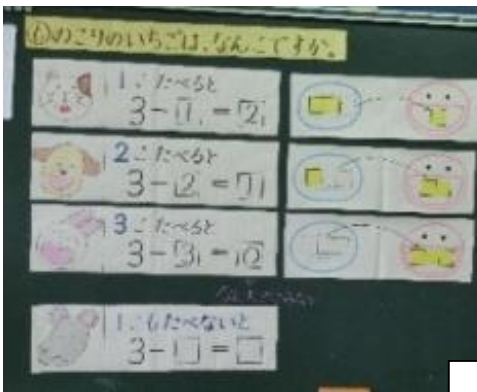 ⑥のこりのいちごは、なんこですか。
1こたべると
3-1=2
2こたべると
3-2=1
3こたべると
3-3=0
1こもたべないと
3-□=□